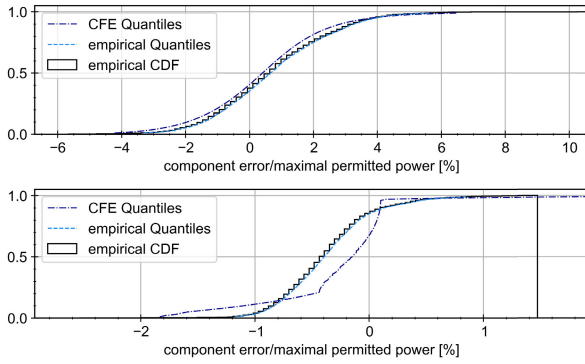 1.0
CFE Quantiles
empirical Quantiles
0.5
empirical CDF
0.0
-6 -4 -2 0 2 4 6 8 10
component error/maximal permitted power [%]
1.0
CFE Quantiles
empirical Quantiles
0.5
empirical CDF
0.0
-2 -1 0 1
component error/maximal permitted power [%]